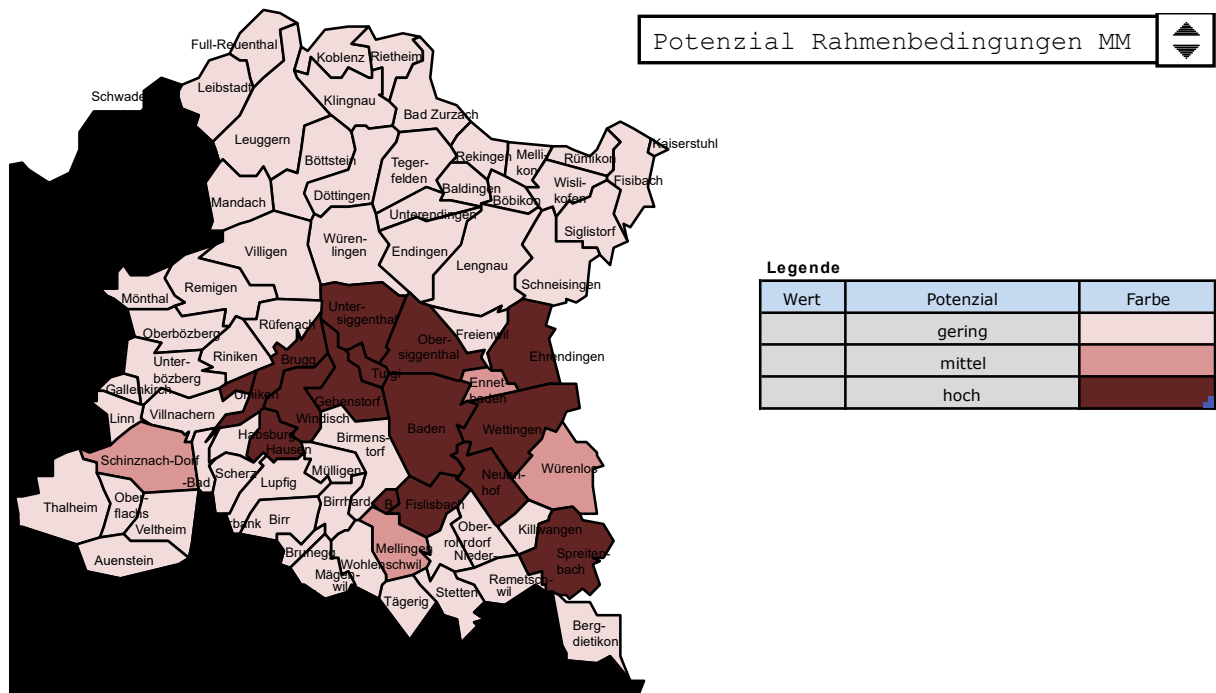 Potenzial Rahmenbedingungen MM
Full-Reuenthal
Koblenz
Rietheim
Leibstadt
Schwade
Klingnau
Bad Zurzach
Leuggern
Böttstein
Teger-
felden
Rekingen
Melli-
kon
Rümikon
Kaiserstuhl
Fisibach
Wisli-
kofen
Baldingen
Böbikon
Mandach
Döttingen
Unterendingen
Siglistorf
Villigen
Würen-
lingen
Endingen
Lengnau
Schneisingen
Remigen
Mönthal
Rüfenach
Unter-
siggenthal
Ober-
siggenthal
Freienwil
Ehrendingen
Oberbözberg
Riniken
Brugg
Unter-
bözberg
Turgi
Ennet-
baden
Gallenkirch
Umiken
Gebenstorf
Linn
Villnachern
Windisch
Baden
Wettingen
Habsburg
Hausen
Birmens-
torf
Schinznach-Dorf
-Bad
Scherz
Lupfig
Mülligen
Neuen-
hof
Würenlos
Thalheim
Ober-
flachs
Veltheim
Birrhard
B
Fislisbach
rbank
Birr
Ober-
rohrdorf
Nieder-
Killwangen
Auenstein
Brunegg
Mägen-
wil
Wohlenschwil
Mellingen
Spreiten-
bach
Remetsch-
wil
Stetten
Tägerig
Berg-
dietikon
Legende
Wert Potenzial Farbe
gering
mittel
hoch